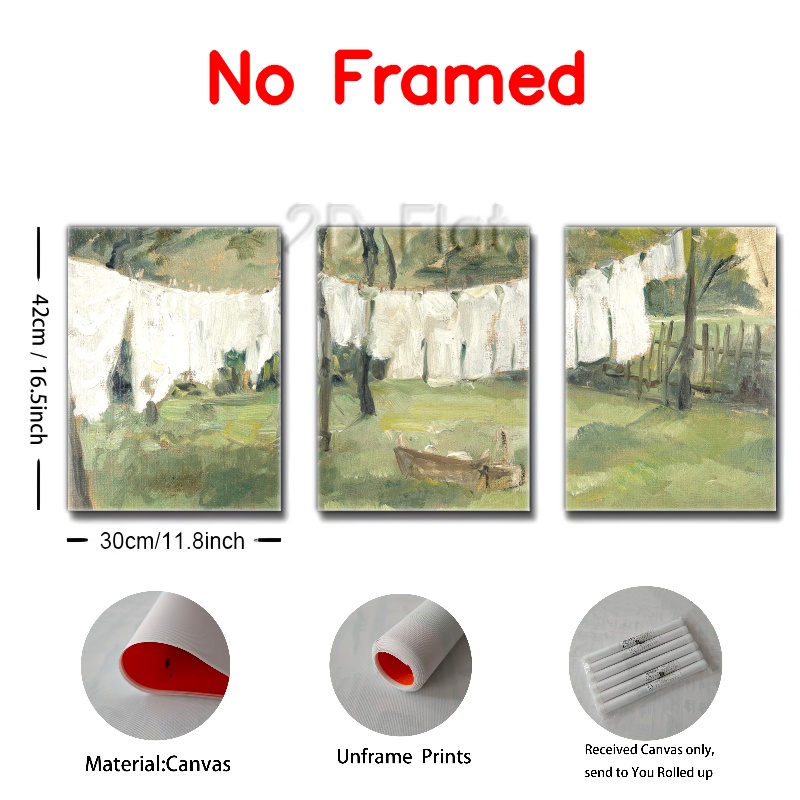 No Framed
2D Flat
42cm / 16.5inch
30cm/11.8inch
Material:Canvas
Unframe Prints
Received Canvas only,
send to You Rolled up